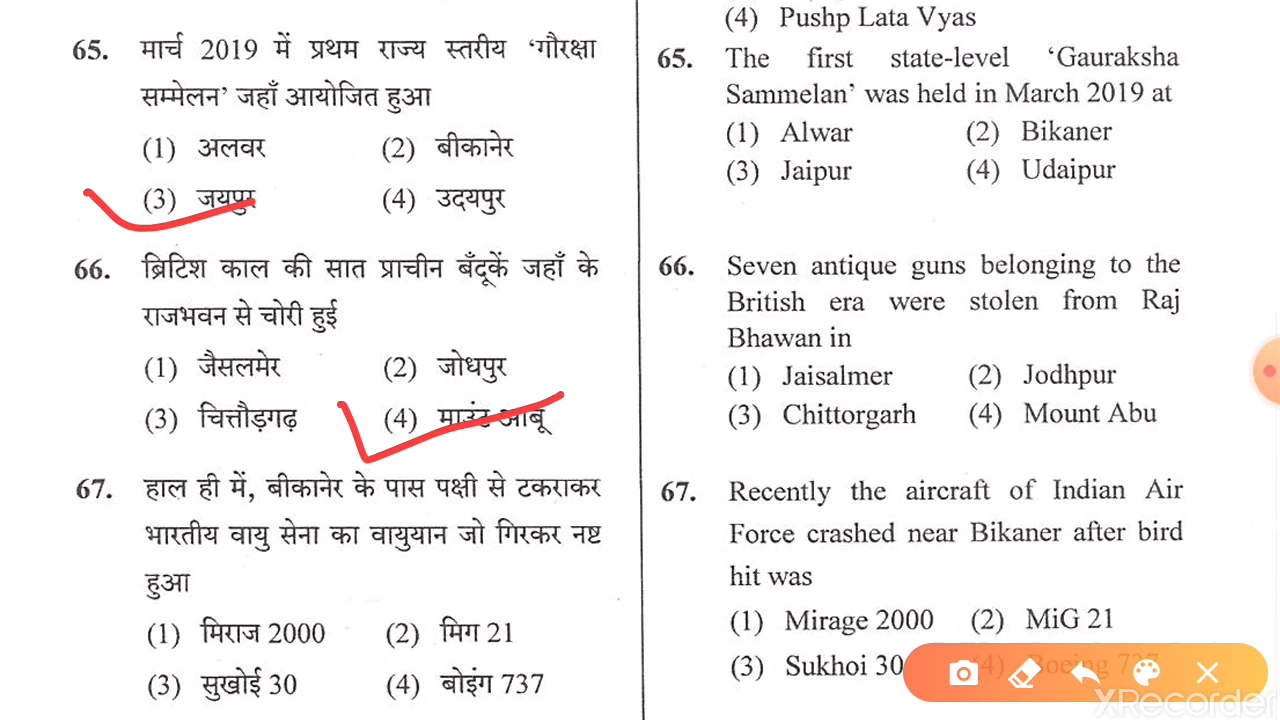 65. मार्च 2019 में प्रथम राज्य स्तरीय ‘गौरक्षा
सम्मेलन’ जहाँ आयोजित हुआ
(1) अलवर (2) बीकानेर
(3) जयपुर (4) उदयपुर
66. ब्रिटिश काल की सात प्राचीन बँदूकें जहाँ के
राजभवन से चोरी हुई
(1) जैसलमेर (2) जोधपुर
(3) चित्तौड़गढ़ (4) माउंट आबू
67. हाल ही में, बीकानेर के पास पक्षी से टकराकर
भारतीय वायु सेना का वायुयान जो गिरकर नष्ट
हुआ
(1) मिराज 2000 (2) मिग 21
(3) सुखोई 30 (4) बोइंग 737
(4) Pushp Lata Vyas
65. The first state-level ‘Gauraksha
Sammelan’ was held in March 2019 at
(1) Alwar (2) Bikaner
(3) Jaipur (4) Udaipur
66. Seven antique guns belonging to the
British era were stolen from Raj
Bhawan in
(1) Jaisalmer (2) Jodhpur
(3) Chittorgarh (4) Mount Abu
67. Recently the aircraft of Indian Air
Force crashed near Bikaner after bird
hit was
(1) Mirage 2000 (2) MiG 21
(3) Sukhoi 30 (4) Boeing 737
XRecorder